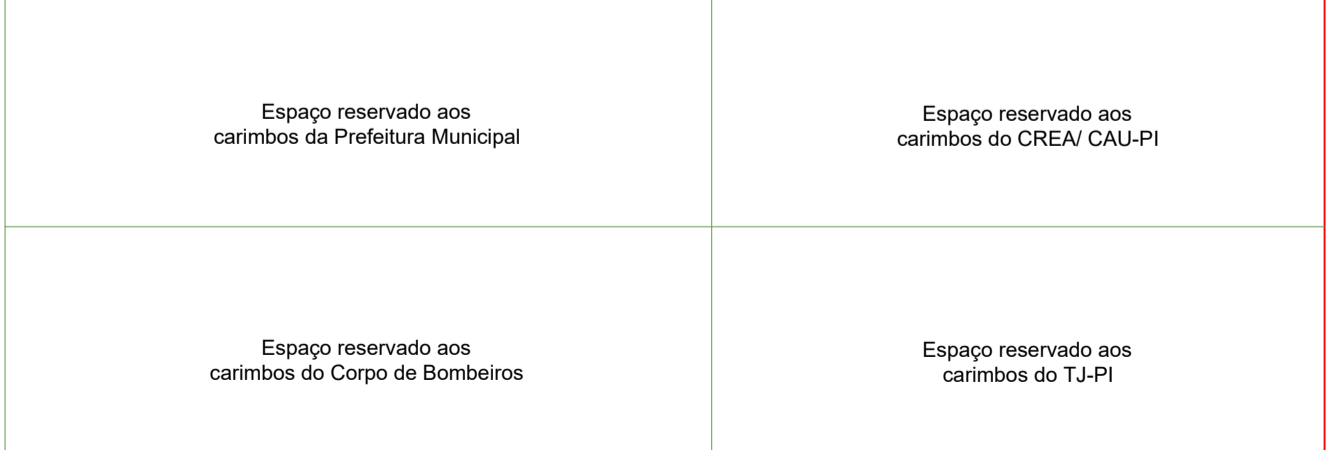 Espaço reservado aos
carimbos da Prefeitura Municipal
Espaço reservado aos
carimbos do CREA/ CAU-PI
Espaço reservado aos
carimbos do Corpo de Bombeiros
Espaço reservado aos
carimbos do TJ-PI